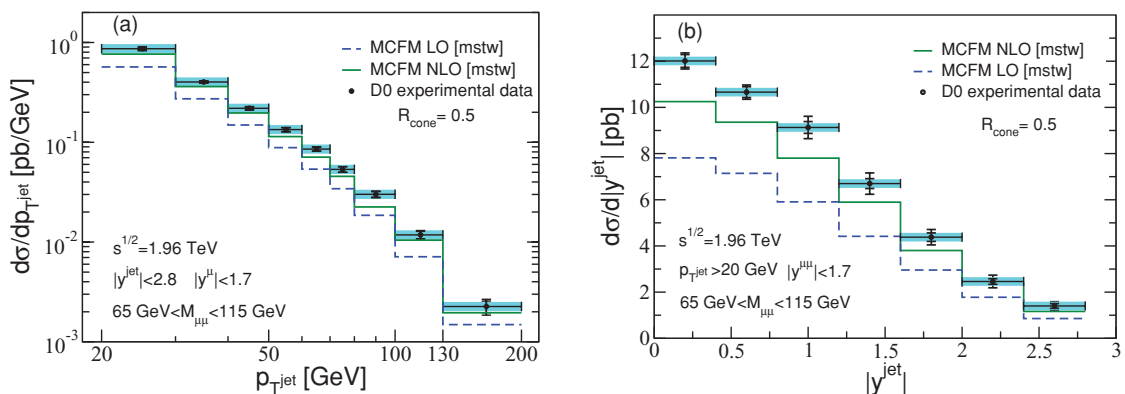 (a)
MCFM LO [mstw]
MCFM NLO [mstw]
D0 experimental data
R_cone= 0.5
dσ/dp_T^jet [pb/GeV]
10^0
10^-1
10^-2
10^-3
s^1/2=1.96 TeV
|y^jet|<2.8 |y^μ|<1.7
65 GeV<M_μμ<115 GeV
20 50 100 130 200
p_T^jet [GeV]
(b)
MCFM NLO [mstw]
MCFM LO [mstw]
D0 experimental data
R_cone= 0.5
dσ/d|y^jet| [pb]
12
10
8
6
4
2
0
s^1/2=1.96 TeV
p_T^jet>20 GeV |y^μμ|<1.7
65 GeV<M_μμ<115 GeV
0 0.5 1 1.5 2 2.5 3
|y^jet|